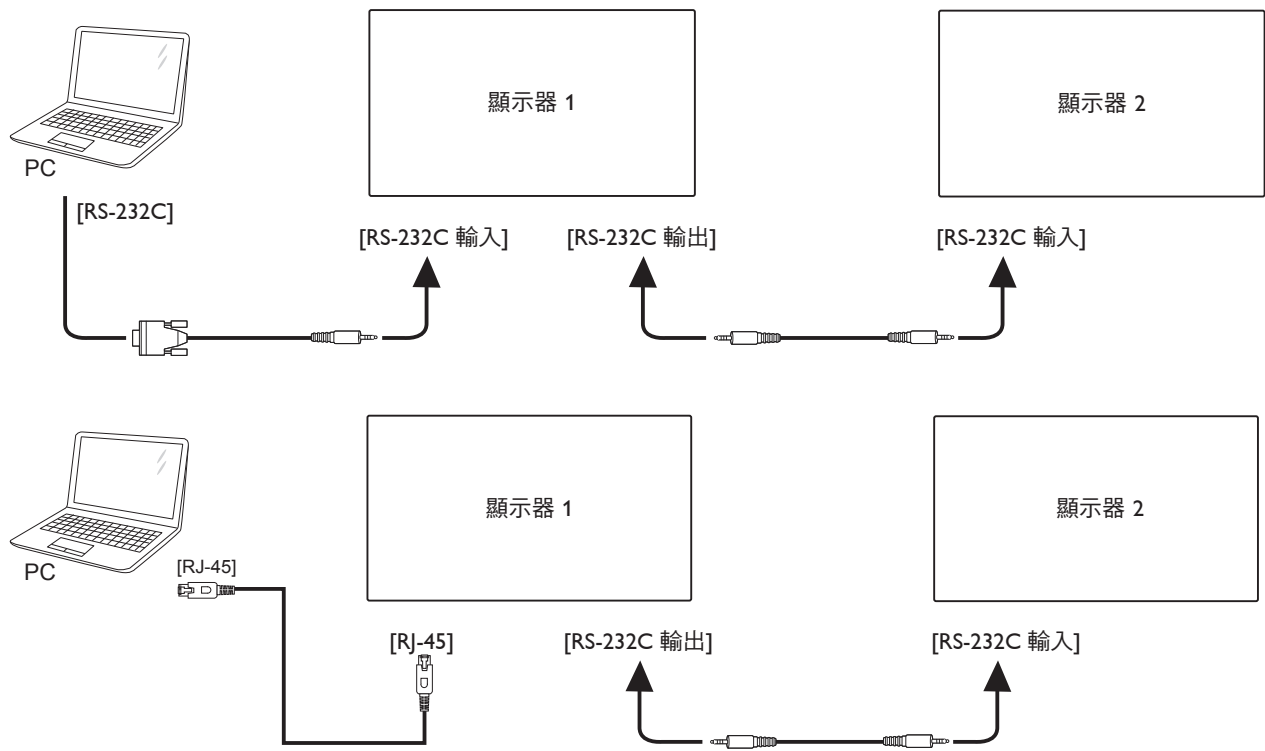 顯示器 1
顯示器 2
PC
[RS-232C]
[RS-232C 輸入]
[RS-232C 輸出]
[RS-232C 輸入]
顯示器 1
顯示器 2
PC
[RJ-45]
[RJ-45]
[RS-232C 輸出]
[RS-232C 輸入]